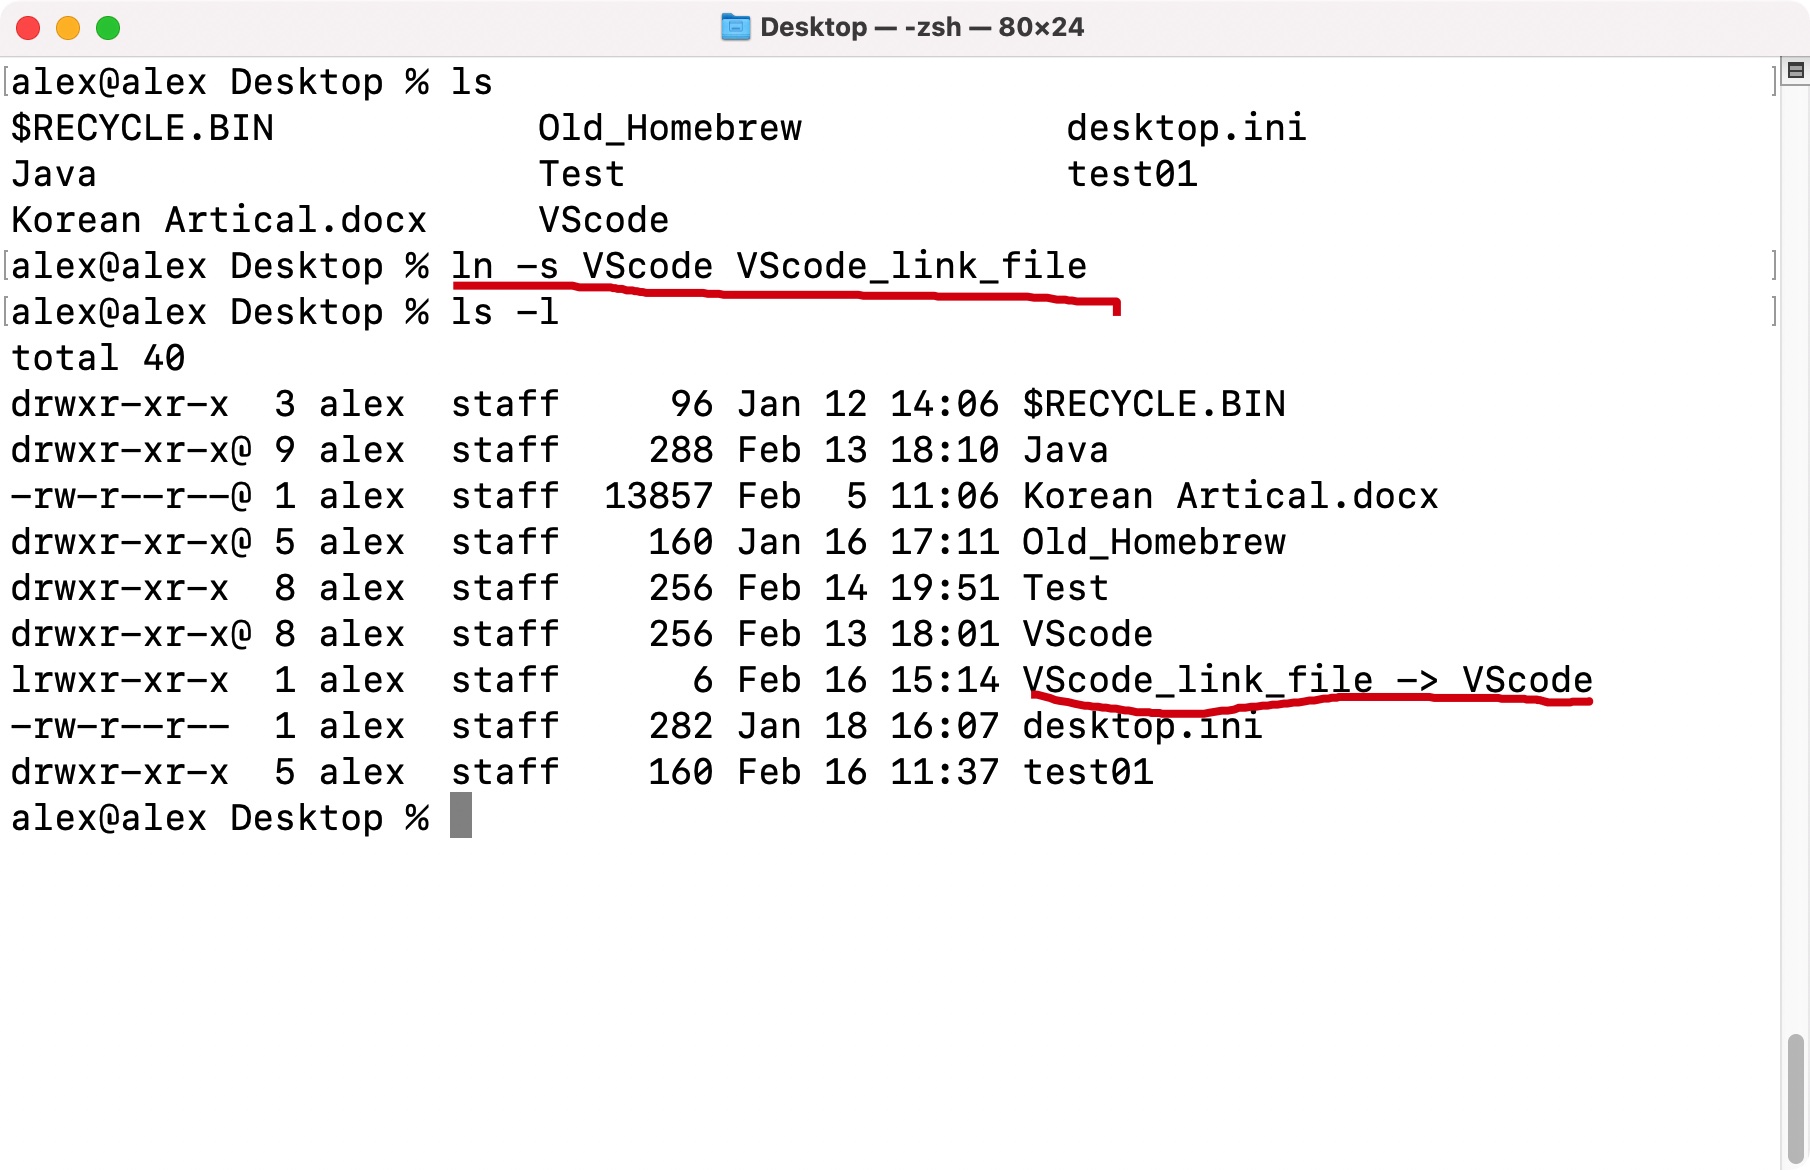 Desktop — -zsh — 80×24
alex@alex Desktop % ls
$RECYCLE.BIN            Old_Homebrew            desktop.ini
Java                    Test                    test01
Korean Artical.docx     VScode
alex@alex Desktop % ln -s VScode VScode_link_file
alex@alex Desktop % ls -l
total 40
drwxr-xr-x  3 alex  staff     96 Jan 12 14:06 $RECYCLE.BIN
drwxr-xr-x@ 9 alex  staff    288 Feb 13 18:10 Java
-rw-r--r--@ 1 alex  staff  13857 Feb  5 11:06 Korean Artical.docx
drwxr-xr-x@ 5 alex  staff    160 Jan 16 17:11 Old_Homebrew
drwxr-xr-x  8 alex  staff    256 Feb 14 19:51 Test
drwxr-xr-x@ 8 alex  staff    256 Feb 13 18:01 VScode
lrwxr-xr-x  1 alex  staff      6 Feb 16 15:14 VScode_link_file -> VScode
-rw-r--r--  1 alex  staff    282 Jan 18 16:07 desktop.ini
drwxr-xr-x  5 alex  staff    160 Feb 16 11:37 test01
alex@alex Desktop %